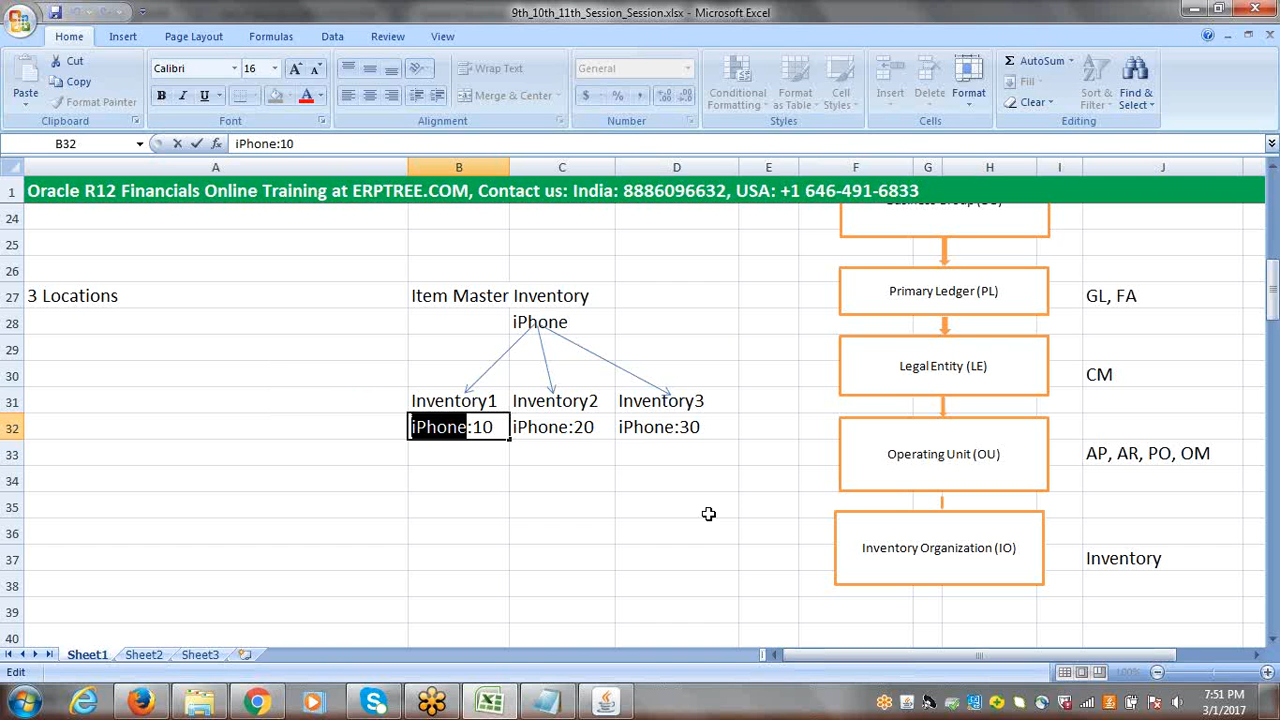 9th_10th_11th_Session_Session.xlsx - Microsoft Excel
Home Insert Page Layout Formulas Data Review View
Cut
Copy
Format Painter
Paste
Clipboard
Calibri 16
B I U A
Font
Wrap Text
Merge & Center
Alignment
General
$ % ,
Number
Conditional Formatting
Format as Table
Cell Styles
Styles
Insert Delete Format
Cells
AutoSum
Fill
Clear
Sort & Filter
Find & Select
Editing
B32 iPhone:10
A B C D E F G H I J
1 Oracle R12 Financials Online Training at ERPTREE.COM, Contact us: India: 8886096632, USA: +1 646-491-6833
24
25
26
27 3 Locations Item Master Inventory
28 iPhone
29
30
31 Inventory1 Inventory2 Inventory3
32 iPhone:10 iPhone:20 iPhone:30
33
34
35
36
37
38
39
40
Primary Ledger (PL) GL, FA
Legal Entity (LE) CM
Operating Unit (OU) AP, AR, PO, OM
Inventory Organization (IO) Inventory
Sheet1 Sheet2 Sheet3
Edit 100%
7:51 PM
3/1/2017